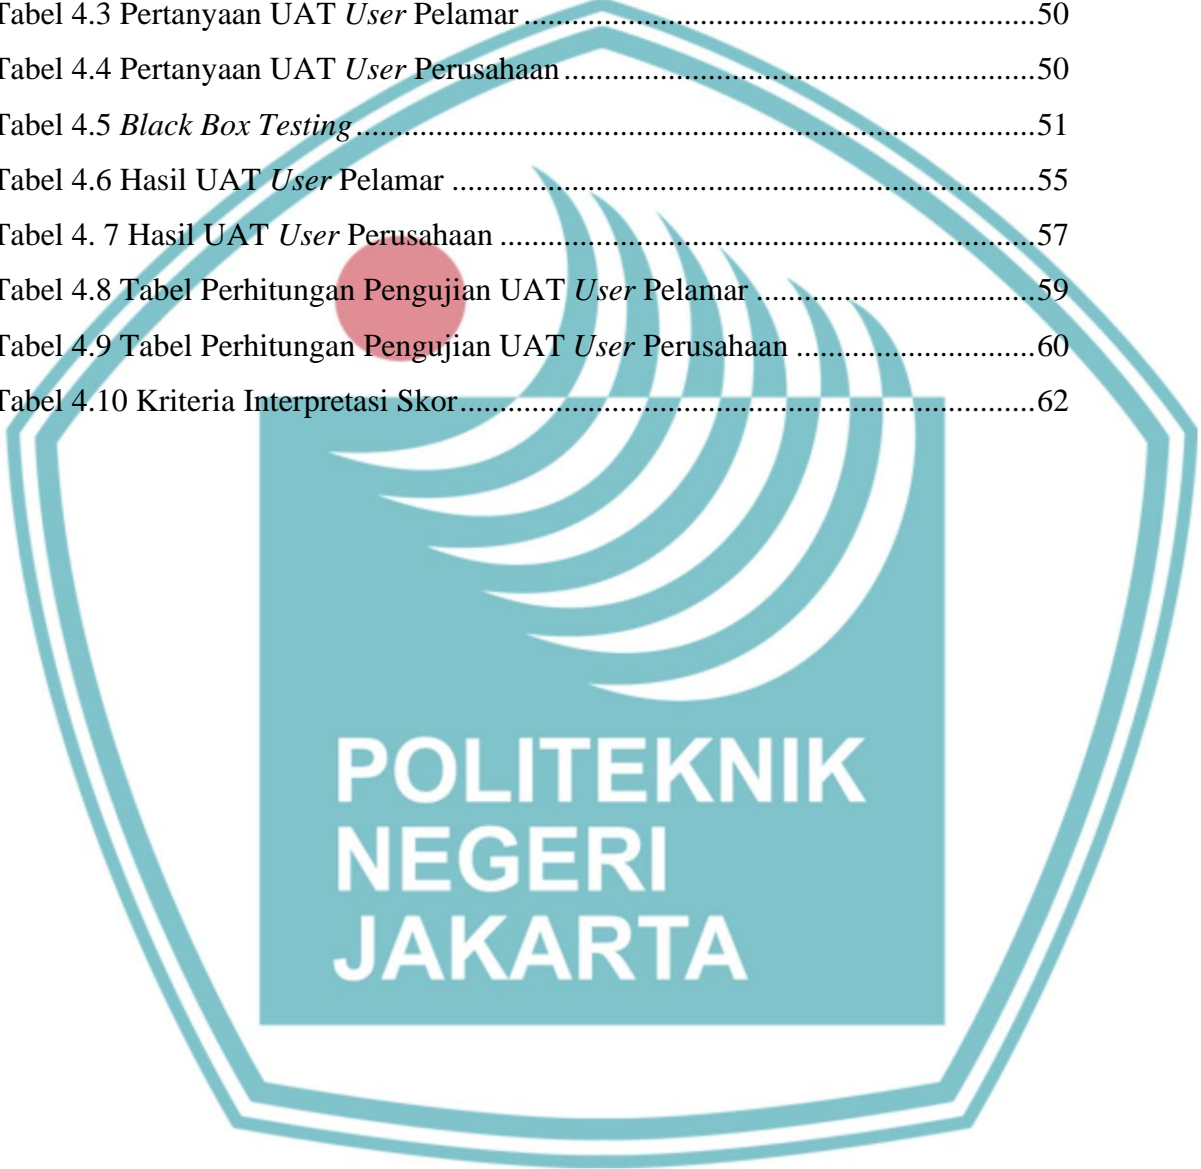 Tabel 4.3 Pertanyaan UAT User Pelamar ................................................................50
Tabel 4.4 Pertanyaan UAT User Perusahaan ...........................................................50
Tabel 4.5 Black Box Testing ....................................................................................51
Tabel 4.6 Hasil UAT User Pelamar .........................................................................55
Tabel 4. 7 Hasil UAT User Perusahaan ...................................................................57
Tabel 4.8 Tabel Perhitungan Pengujian UAT User Pelamar ...................................59
Tabel 4.9 Tabel Perhitungan Pengujian UAT User Perusahaan ..............................60
Tabel 4.10 Kriteria Interpretasi Skor ........................................................................62
POLITEKNIK
NEGERI
JAKARTA